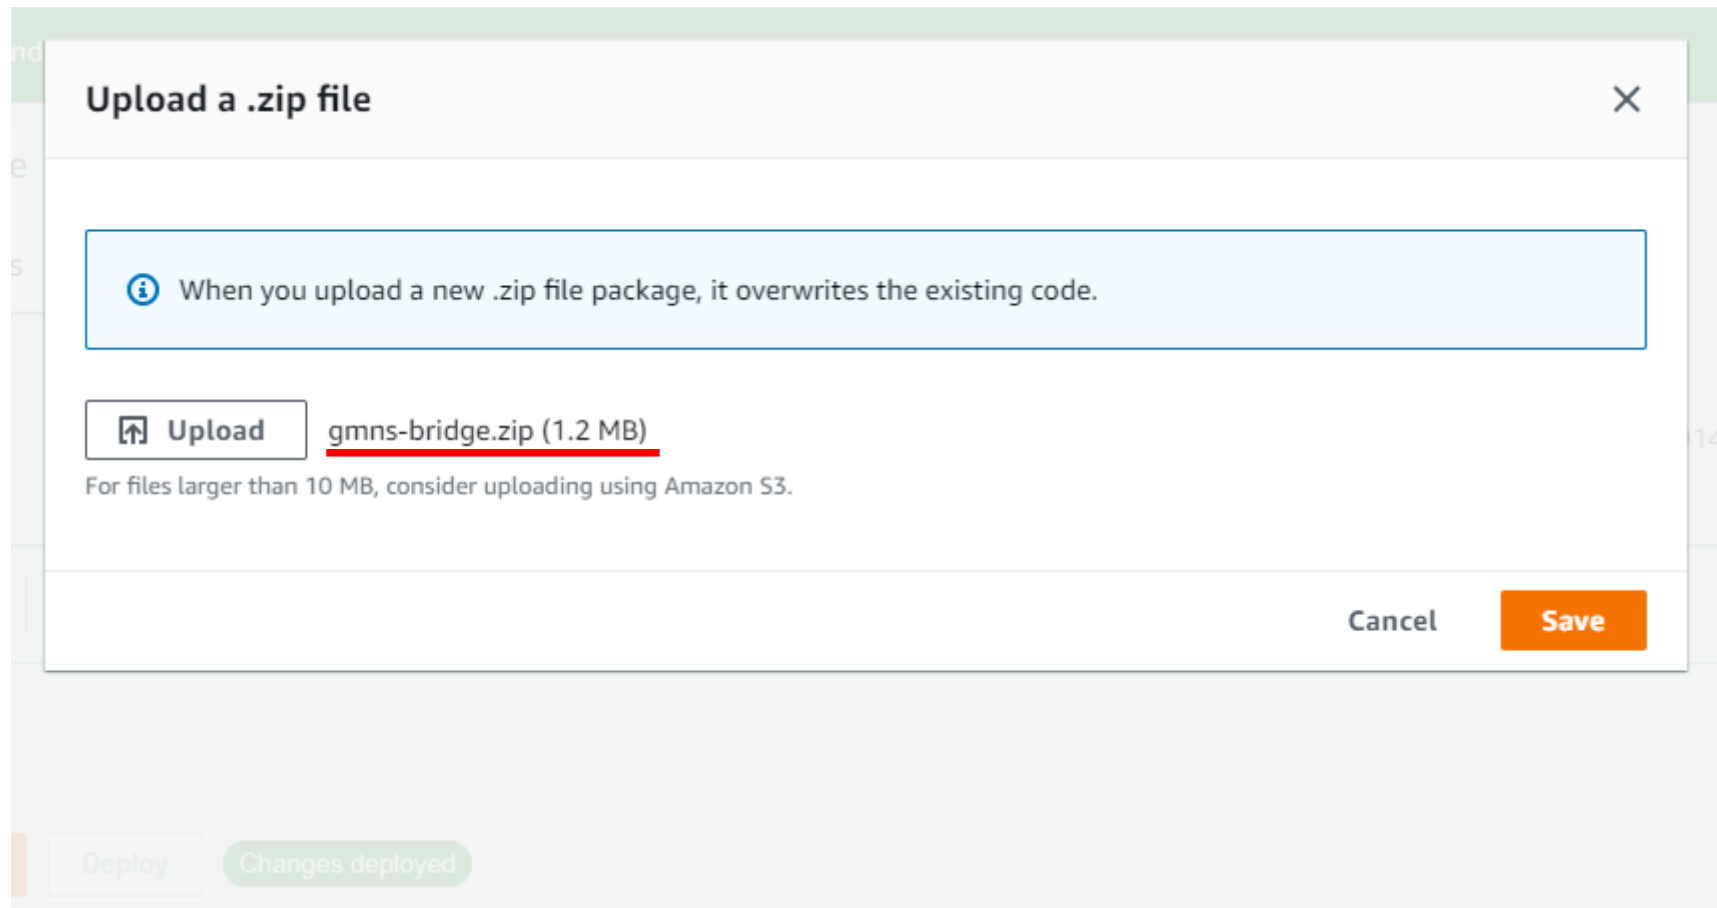 nd
Upload a .zip file
e
s
When you upload a new .zip file package, it overwrites the existing code.
Upload gmns-bridge.zip (1.2 MB)
14
For files larger than 10 MB, consider uploading using Amazon S3.
Cancel Save
Deploy Changes deployed